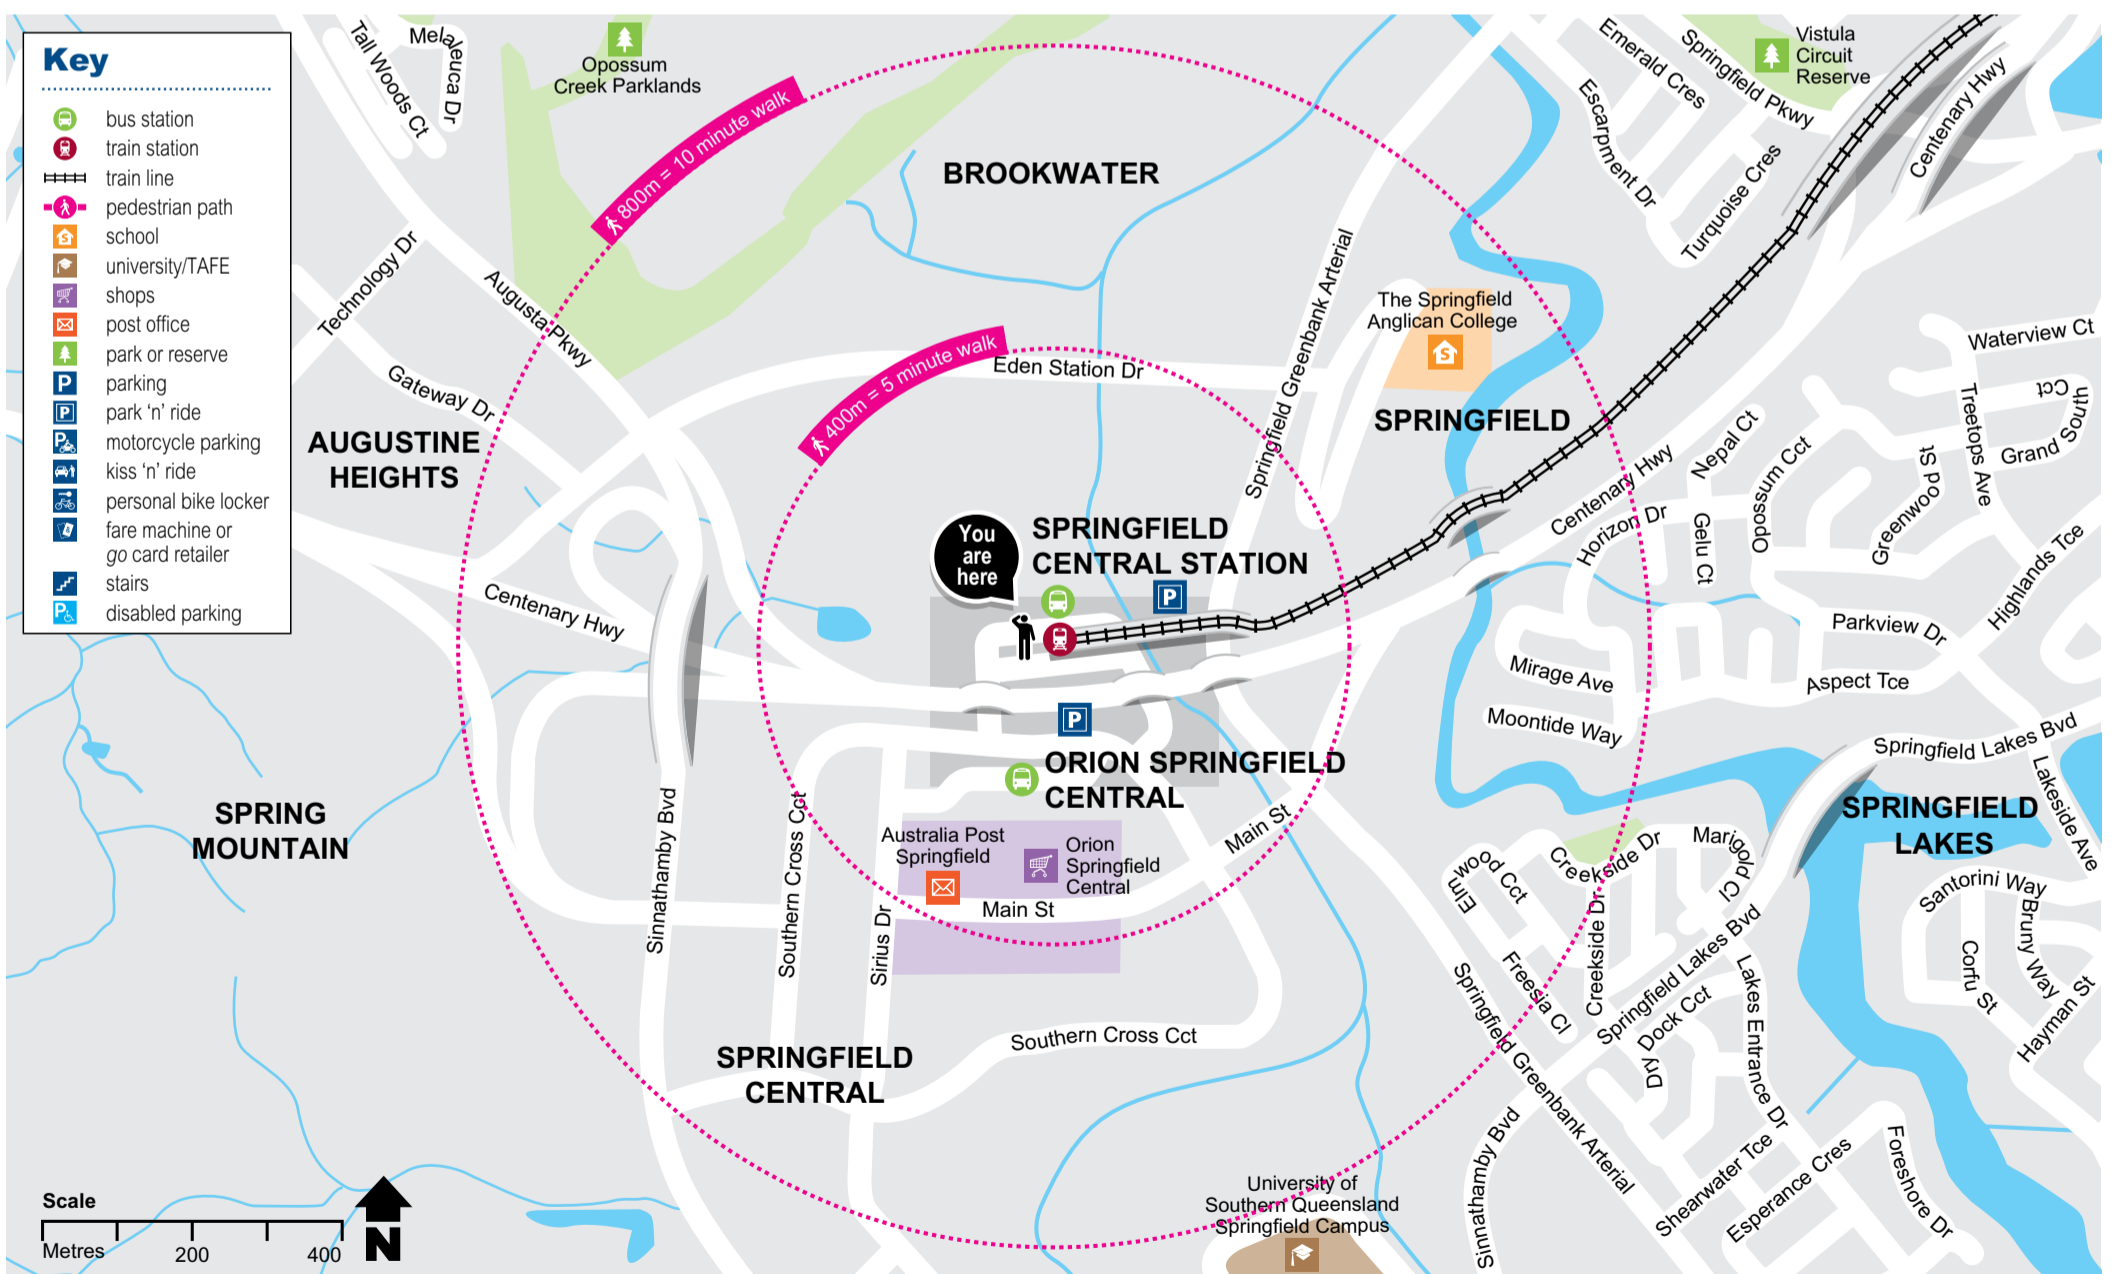 Key
bus station
train station
train line
pedestrian path
school
university/TAFE
shops
post office
park or reserve
parking
park ‘n’ ride
motorcycle parking
kiss ‘n’ ride
personal bike locker
fare machine or
go card retailer
stairs
disabled parking
Tall Woods Ct
Melaleuca Dr
Opossum
Creek Parklands
800m = 10 minute walk
BROOKWATER
Emerald Cres
Springfield Pkwy
Vistula
Circuit
Reserve
Escarpment Dr
Turquoise Cres
Centenary Hwy
Technology Dr
Augusta Pkwy
Gateway Dr
AUGUSTINE
HEIGHTS
400m = 5 minute walk
Eden Station Dr
Springfield Greenbank Arterial
The Springfield
Anglican College
S
SPRINGFIELD
Waterview Ct
Treetops Ave
Grand South
Cct
Greenwood St
Nepal Ct
Opossum Cct
Gelu Ct
Centenary Hwy
Horizon Dr
Highlands Tce
Parkview Dr
Aspect Tce
Mirage Ave
Moontide Way
You
are
here
SPRINGFIELD
CENTRAL STATION
P
Centenary Hwy
P
ORION SPRINGFIELD
CENTRAL
Springfield Lakes Bvd
Lakeside Ave
SPRINGFIELD
LAKES
SPRING
MOUNTAIN
Sinnathamby Bvd
Southern Cross Cct
Sirius Dr
Australia Post
Springfield
Orion
Springfield
Central
Main St
Main St
Elmwood Cct
Creekside Dr
Creekside Dr
Marigold Cl
Freesia Cl
Springfield Lakes Bvd
Dry Dock Cct
Lakes Entrance Dr
Santorini Way
Bruny Way
Corfu St
Hayman St
SPRINGFIELD
CENTRAL
Southern Cross Cct
Springfield Greenbank Arterial
Sinnathamby Bvd
Shearwater Tce
Esperance Cres
Foreshore Dr
University of
Southern Queensland
Springfield Campus
Scale
Metres 200 400
N